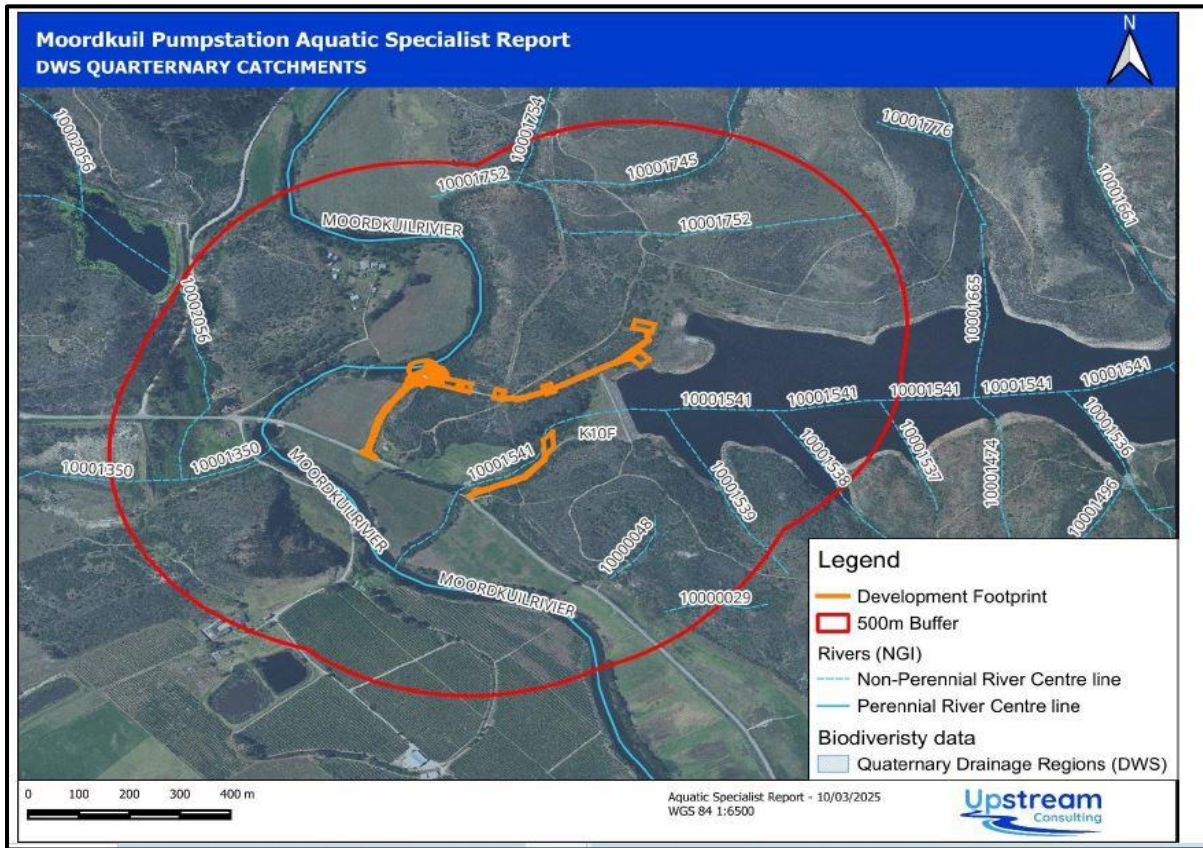 Moordkuil Pumpstation Aquatic Specialist Report
DWS QUARTERNARY CATCHMENTS
N
10002056
10001754
10001776
10001745
10001752
10001661
MOORDKUILRIVIER
10001752
10002056
10001665
10001541
10001541
10001541
10001541
10001541
K10F
10001350
10001350
10001541
10001539
10001538
10001537
10001474
10001536
10001496
MOORDKUILRIVIER
10000048
MOORDKUILRIVIER
10000029
Legend
Development Footprint
500m Buffer
Rivers (NGI)
Non-Perennial River Centre line
Perennial River Centre line
Biodiveristy data
Quaternary Drainage Regions (DWS)
0 100 200 300 400 m
Aquatic Specialist Report - 10/03/2025
WGS 84 1:6500
Upstream
Consulting